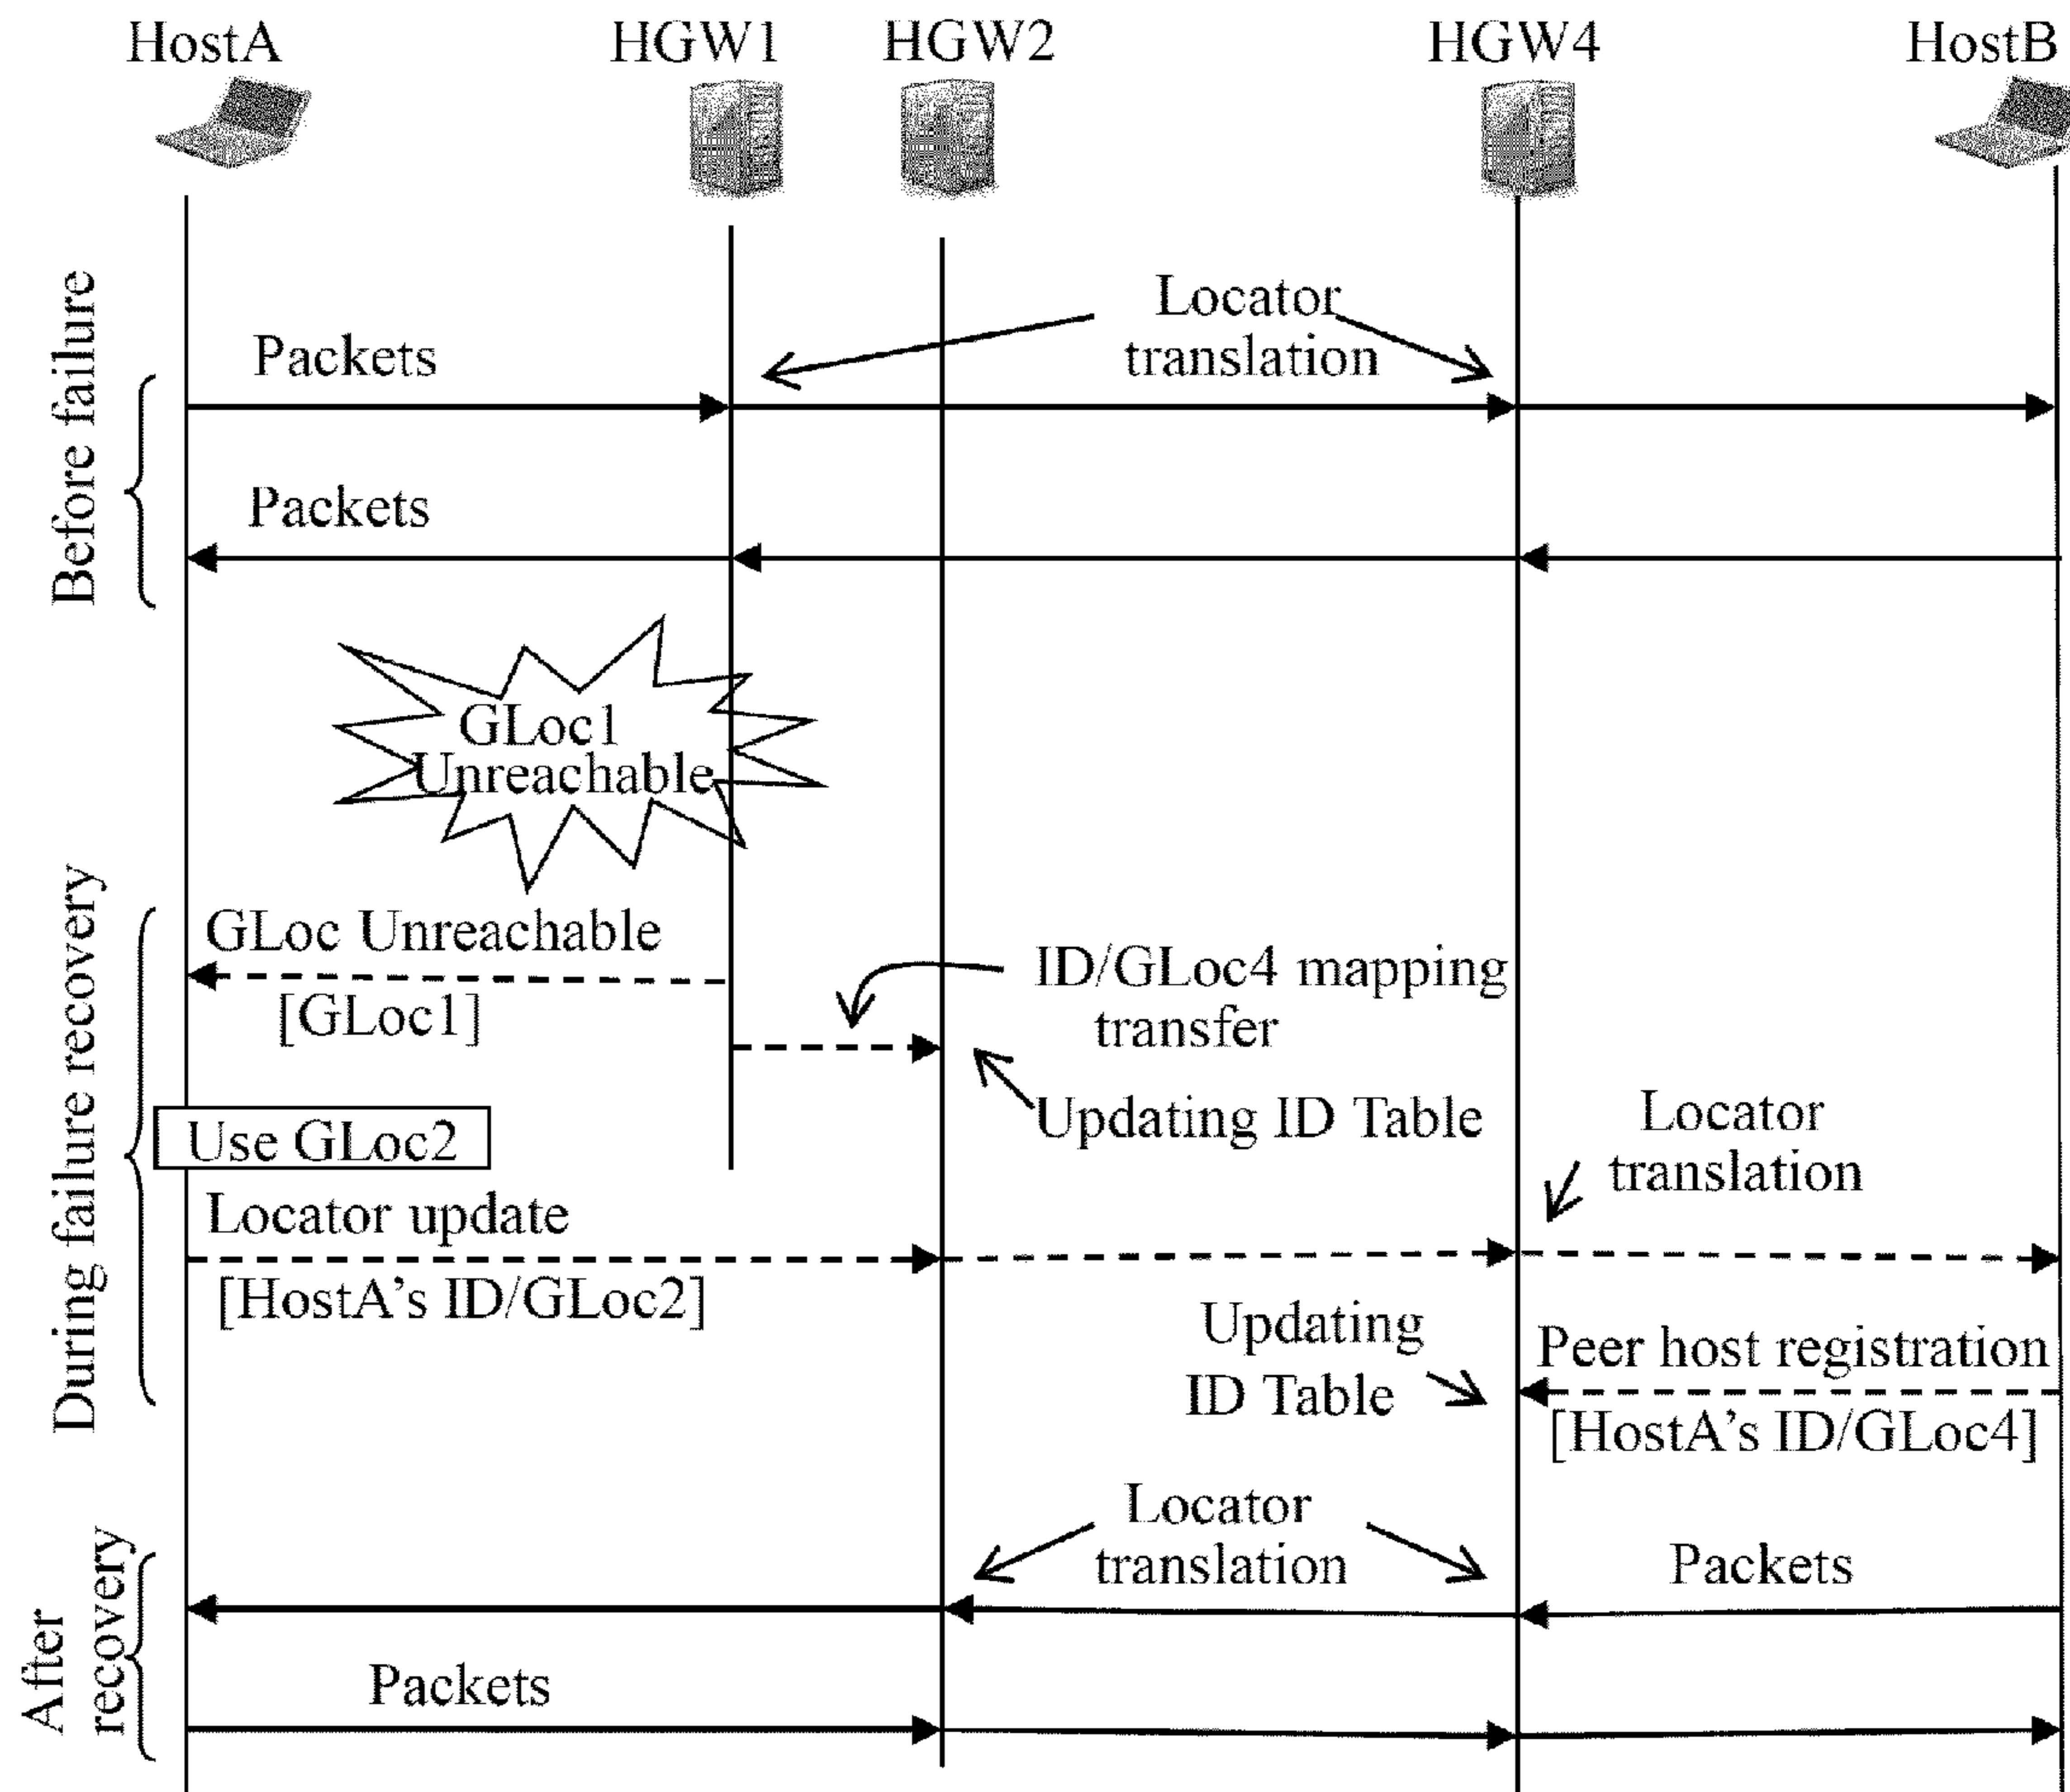 HostA
HGW1
HGW2
HGW4
HostB
Before failure
Locator
translation
Packets
Packets
GLoc1
Unreachable
During failure recovery
GLoc Unreachable
[GLoc1]
ID/GLoc4 mapping
transfer
Updating ID Table
Use GLoc2
Locator
translation
Locator update
[HostA's ID/GLoc2]
Updating
ID Table
Peer host registration
[HostA's ID/GLoc4]
After
recovery
Locator
translation
Packets
Packets